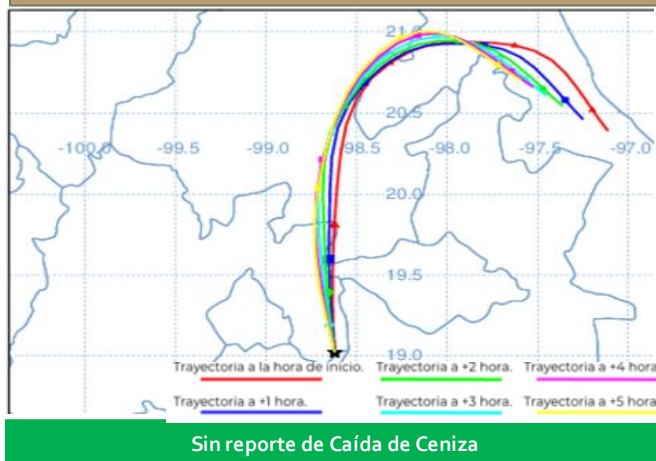 21.0
20.5
-100.0 -99.5 -99.0 -98.5 -98.0 -97.5 -97.0
20.0
19.5
19.0
Trayectoria a la hora de inicio. Trayectoria a +2 hora. Trayectoria a +4 hora
Trayectoria a +1 hora. Trayectoria a +3 hora. Trayectoria a +5 hora
Sin reporte de Caída de Ceniza